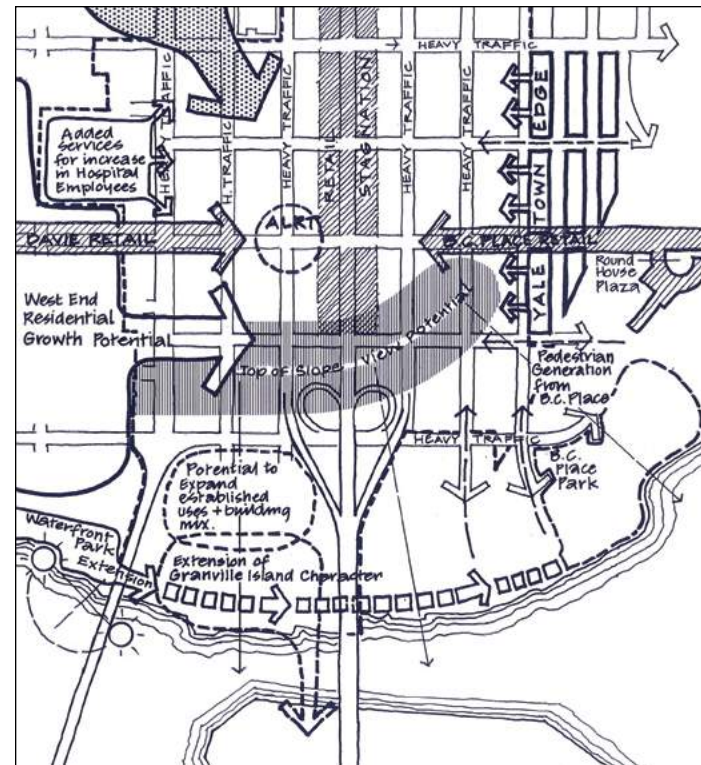 HEAVY TRAFFIC
HEAVY TRAFFIC
H. TRAFFIC
HEAVY TRAFFIC
RETAIL
STAGNATION
HEAVY TRAFFIC
HEAVY TRAFFIC
YALE TOWN EDGE
Added
services
for increase
in Hospital
Employees
ALRT
DAVIE RETAIL
B.C. PLACE RETAIL
Round
House
Plaza
West End
Residential
Growth Potential
Top of Slope - View Potential
Pedestrian
Generation
from
B.C. Place
HEAVY TRAFFIC
B.C.
Place
Park
Potential to
Expand
established
uses + building
mix.
Waterfront
Park
Extension
Extension of
Granville Island Character